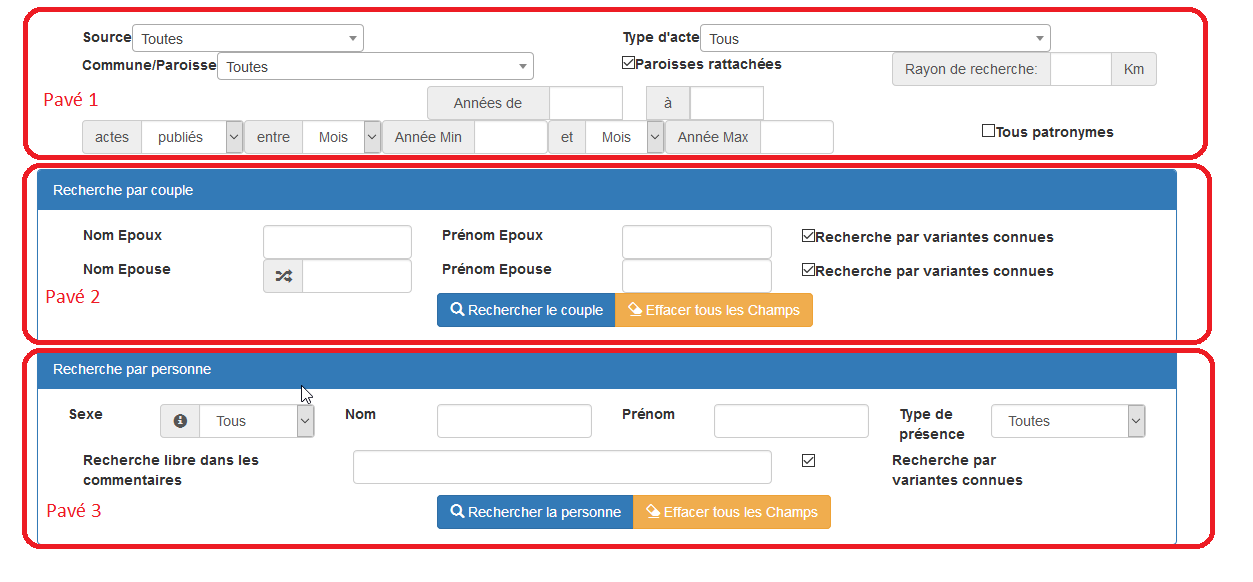 Source Toutes Type d'acte Tous
Commune/Paroisse Toutes Paroisses rattachées Rayon de recherche: Km
Pavé 1 Années de à
actes publiés entre Mois Année Min et Mois Année Max Tous patronymes
Recherche par couple
Nom Epoux Prénom Epoux Recherche par variantes connues
Nom Epouse Prénom Epouse Recherche par variantes connues
Pavé 2
Rechercher le couple Effacer tous les Champs
Recherche par personne
Sexe Tous Nom Prénom Type de présence Toutes
Recherche libre dans les commentaires Recherche par variantes connues
Pavé 3 Rechercher la personne Effacer tous les Champs